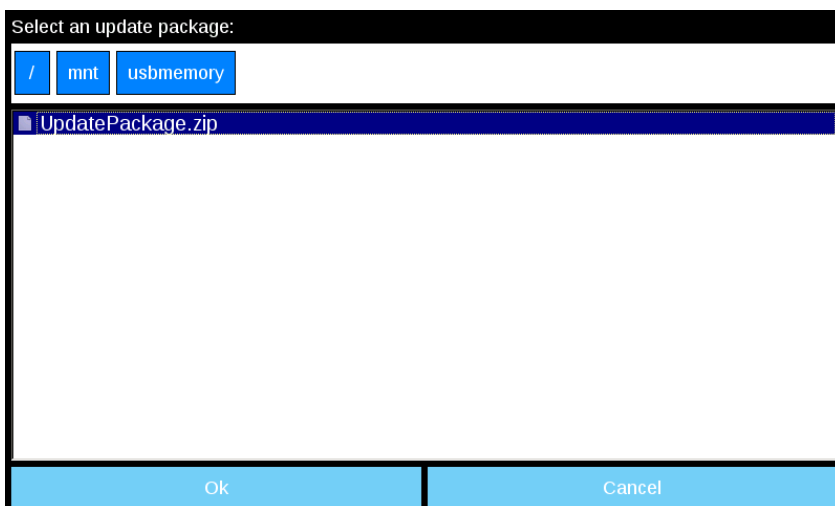 Select an update package:
/ mnt usbmemory
UpdatePackage.zip
Ok Cancel